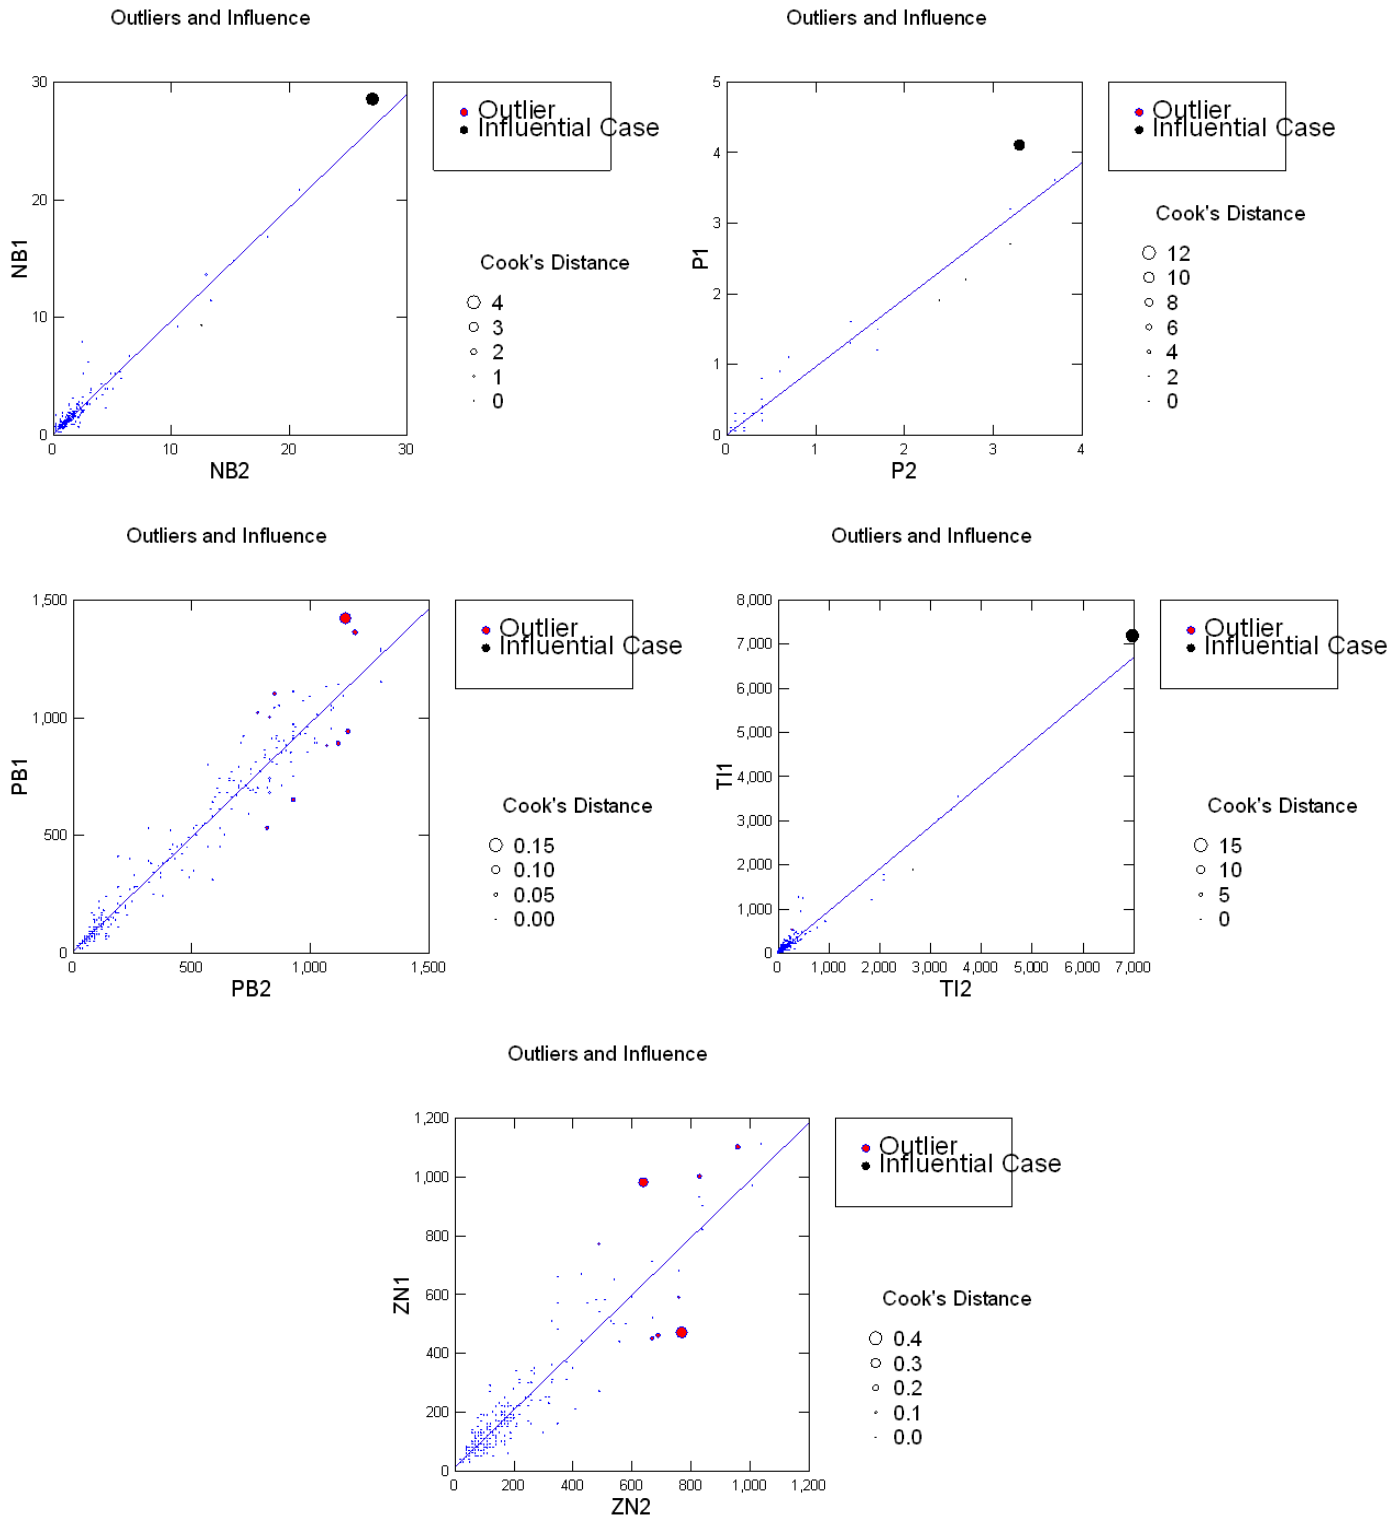 Outliers and Influence
30
20
10
0
0 10 20 30
NB1
NB2
Outlier
Influential Case
Cook's Distance
4
3
2
1
0
Outliers and Influence
5
4
3
2
1
0
0 1 2 3 4
P1
P2
Outlier
Influential Case
Cook's Distance
12
10
8
6
4
2
0
Outliers and Influence
1,500
1,000
500
0
0 500 1,000 1,500
PB1
PB2
Outlier
Influential Case
Cook's Distance
0.15
0.10
0.05
0.00
Outliers and Influence
8,000
7,000
6,000
5,000
4,000
3,000
2,000
1,000
0
0 1,000 2,000 3,000 4,000 5,000 6,000 7,000
TI1
TI2
Outlier
Influential Case
Cook's Distance
15
10
5
0
Outliers and Influence
1,200
1,000
800
600
400
200
0
0 200 400 600 800 1,000 1,200
ZN1
ZN2
Outlier
Influential Case
Cook's Distance
0.4
0.3
0.2
0.1
0.0